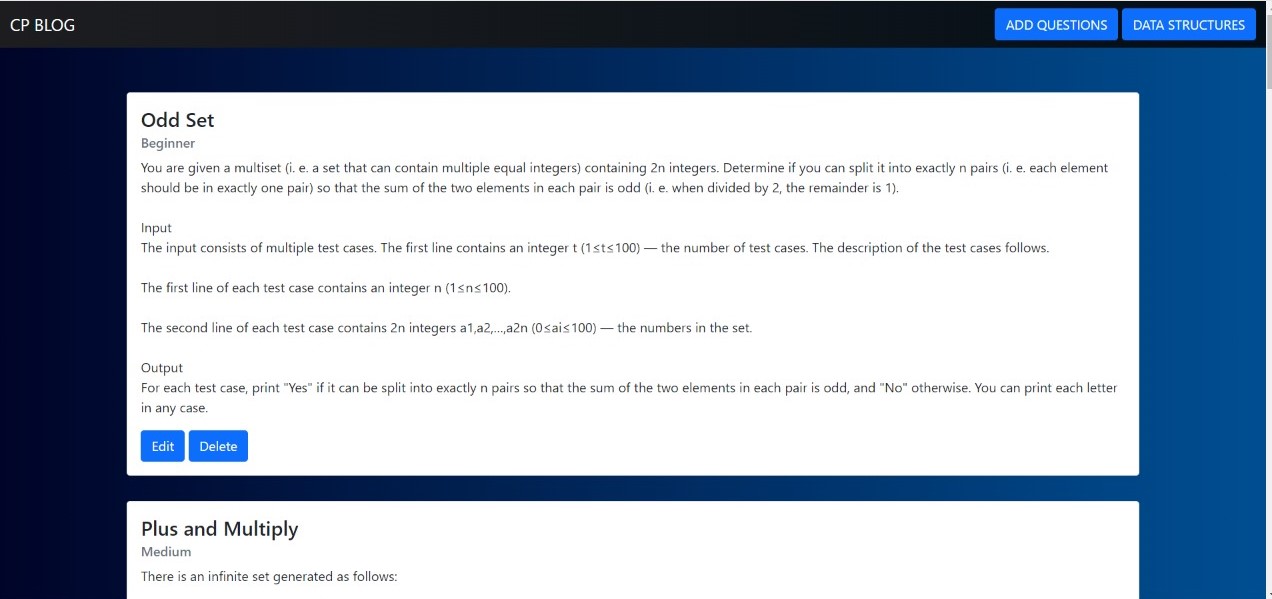 CP BLOG
ADD QUESTIONS
DATA STRUCTURES
Odd Set
Beginner
You are given a multiset (i. e. a set that can contain multiple equal integers) containing 2n integers. Determine if you can split it into exactly n pairs (i. e. each element
should be in exactly one pair) so that the sum of the two elements in each pair is odd (i. e. when divided by 2, the remainder is 1).
Input
The input consists of multiple test cases. The first line contains an integer t (1≤t≤100) — the number of test cases. The description of the test cases follows.
The first line of each test case contains an integer n (1≤n≤100).
The second line of each test case contains 2n integers a1,a2,...,a2n (0≤ai≤100) — the numbers in the set.
Output
For each test case, print "Yes" if it can be split into exactly n pairs so that the sum of the two elements in each pair is odd, and "No" otherwise. You can print each letter
in any case.
Edit
Delete
Plus and Multiply
Medium
There is an infinite set generated as follows: